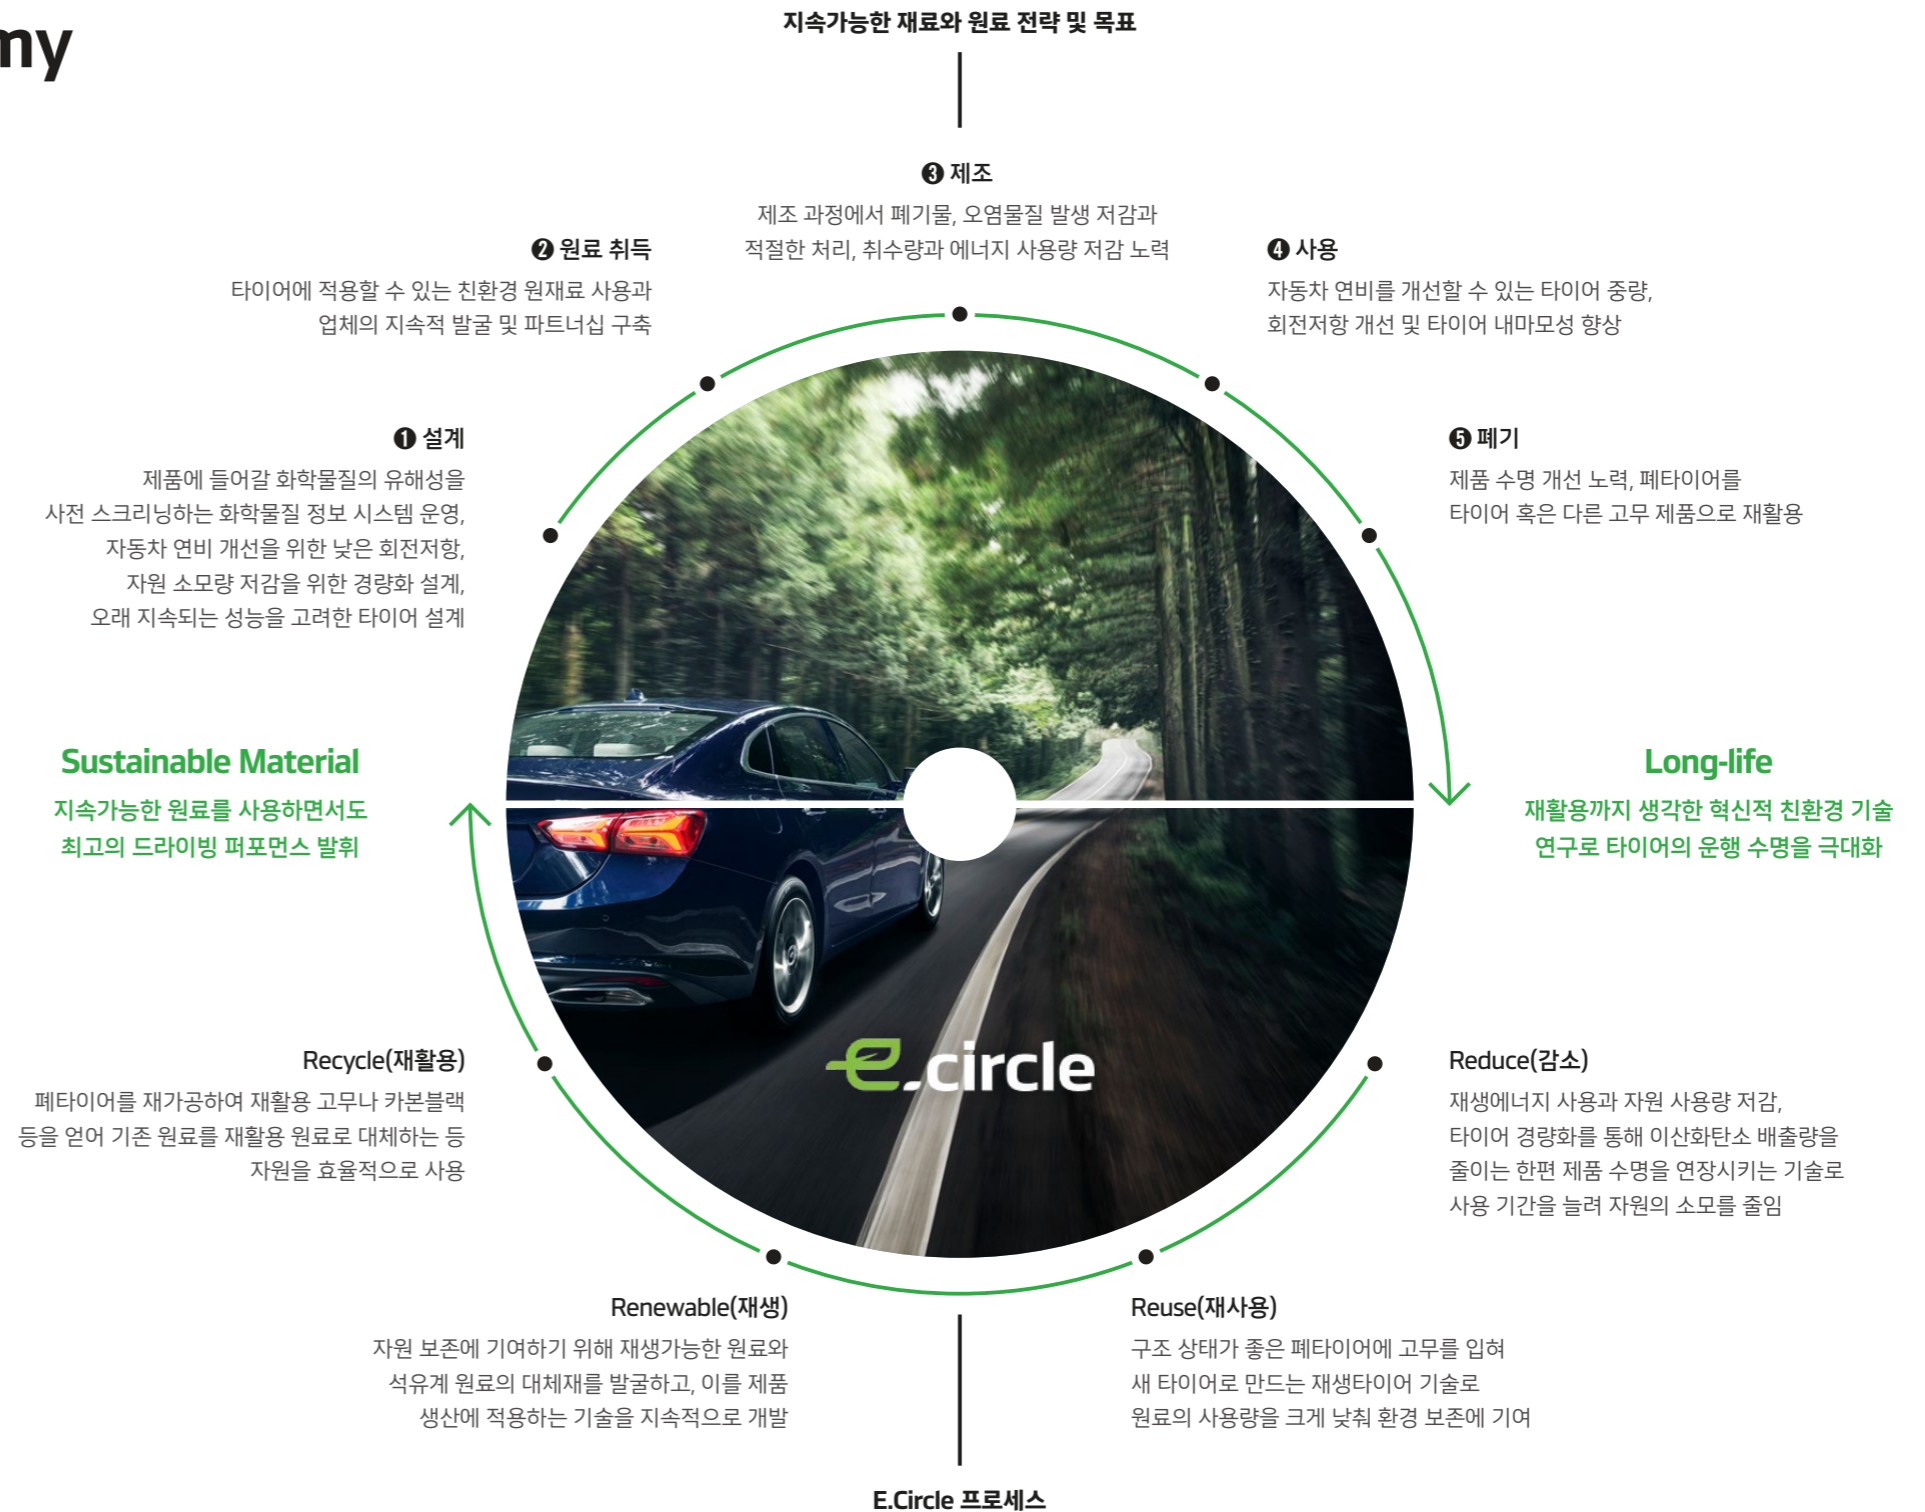 my
지속가능한 재료와 원료 전략 및 목표
❸ 제조
제조 과정에서 폐기물, 오염물질 발생 저감과
적절한 처리, 취수량과 에너지 사용량 저감 노력
❷ 원료 취득
타이어에 적용할 수 있는 친환경 원재료 사용과
업체의 지속적 발굴 및 파트너십 구축
❹ 사용
자동차 연비를 개선할 수 있는 타이어 중량,
회전저항 개선 및 타이어 내마모성 향상
❶ 설계
제품에 들어갈 화학물질의 유해성을
사전 스크리닝하는 화학물질 정보 시스템 운영,
자동차 연비 개선을 위한 낮은 회전저항,
자원 소모량 저감을 위한 경량화 설계,
오래 지속되는 성능을 고려한 타이어 설계
❺ 폐기
제품 수명 개선 노력, 폐타이어를
타이어 혹은 다른 고무 제품으로 재활용
Sustainable Material
지속가능한 원료를 사용하면서도
최고의 드라이빙 퍼포먼스 발휘
Long-life
재활용까지 생각한 혁신적 친환경 기술
연구로 타이어의 운행 수명을 극대화
e.circle
Recycle(재활용)
폐타이어를 재가공하여 재활용 고무나 카본블랙
등을 얻어 기존 원료를 재활용 원료로 대체하는 등
자원을 효율적으로 사용
Reduce(감소)
재생에너지 사용과 자원 사용량 저감,
타이어 경량화를 통해 이산화탄소 배출량을
줄이는 한편 제품 수명을 연장시키는 기술로
사용 기간을 늘려 자원의 소모를 줄임
Renewable(재생)
자원 보존에 기여하기 위해 재생가능한 원료와
석유계 원료의 대체재를 발굴하고, 이를 제품
생산에 적용하는 기술을 지속적으로 개발
Reuse(재사용)
구조 상태가 좋은 폐타이어에 고무를 입혀
새 타이어로 만드는 재생타이어 기술로
원료의 사용량을 크게 낮춰 환경 보존에 기여
E.Circle 프로세스